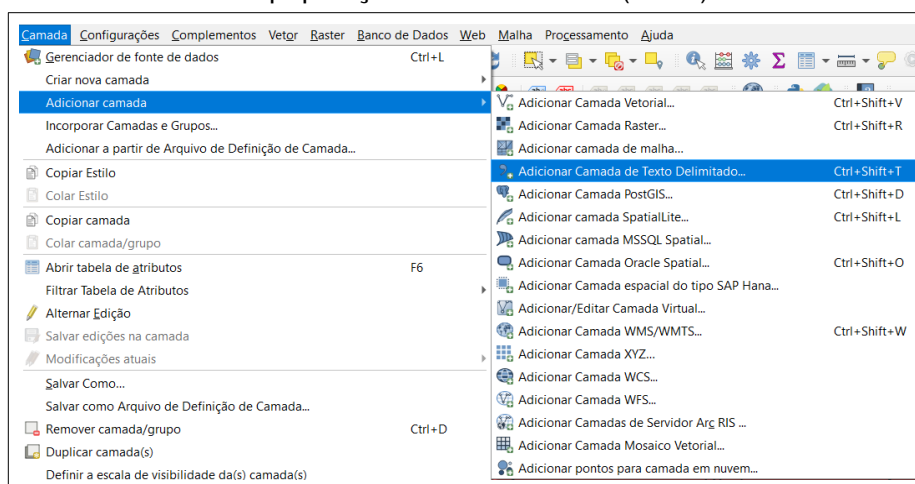 Camada Configurações Complementos Vetor Raster Banco de Dados Web Malha Processamento Ajuda
Gerenciador de fonte de dados Ctrl+L
Criar nova camada
Adicionar camada
Incorporar Camadas e Grupos...
Adicionar a partir de Arquivo de Definição de Camada...
Copiar Estilo
Colar Estilo
Copiar camada
Colar camada/grupo
Abrir tabela de atributos F6
Filtrar Tabela de Atributos
Alternar Edição
Salvar edições na camada
Modificações atuais
Salvar Como...
Salvar como Arquivo de Definição de Camada...
Remover camada/grupo Ctrl+D
Duplicar camada(s)
Definir a escala de visibilidade da(s) camada(s)
Adicionar Camada Vetorial... Ctrl+Shift+V
Adicionar Camada Raster... Ctrl+Shift+R
Adicionar camada de malha...
Adicionar Camada de Texto Delimitado... Ctrl+Shift+T
Adicionar Camada PostGIS... Ctrl+Shift+D
Adicionar camada SpatialLite... Ctrl+Shift+L
Adicionar camada MSSQL Spatial...
Adicionar Camada Oracle Spatial... Ctrl+Shift+O
Adicionar Camada espacial do tipo SAP Hana...
Adicionar/Editar Camada Virtual...
Adicionar Camada WMS/WMTS... Ctrl+Shift+W
Adicionar Camada XYZ...
Adicionar Camada WCS...
Adicionar Camada WFS...
Adicionar Camadas de Servidor Arc RIS ...
Adicionar Camada Mosaico Vetorial...
Adicionar pontos para camada em nuvem...